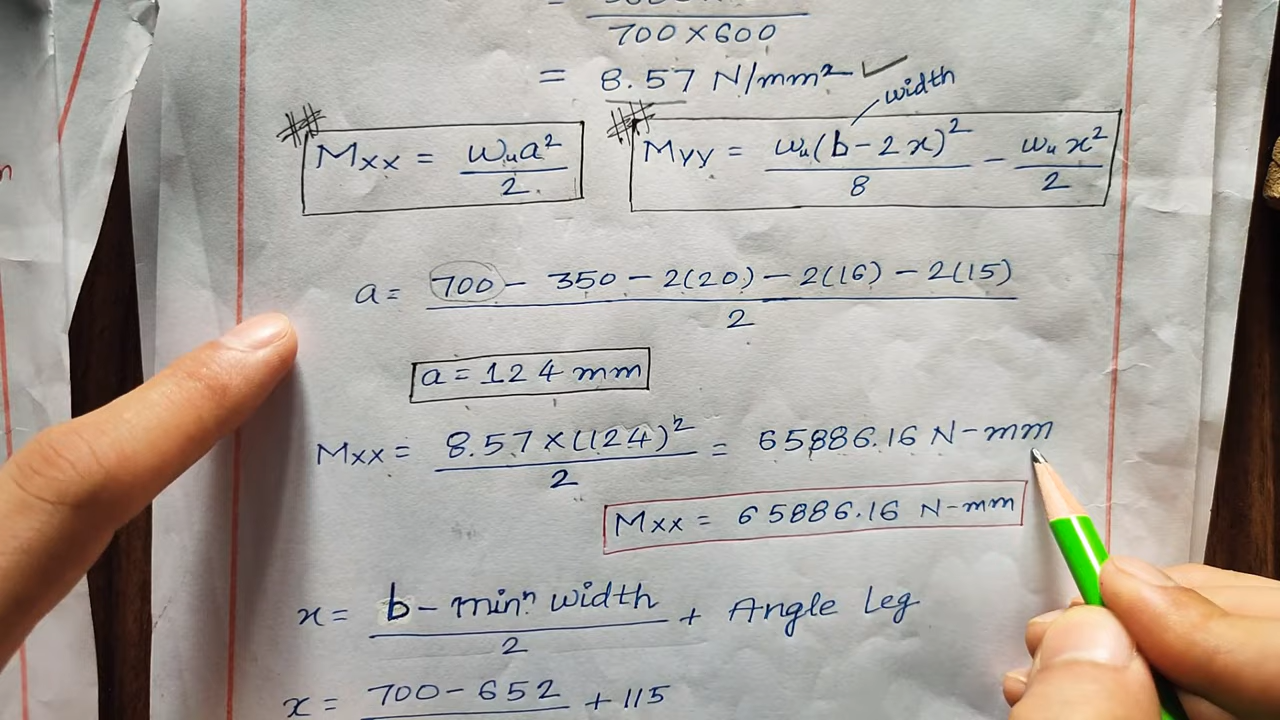 =
700 × 600
= 8.57 N/mm² ✓
width
## Mxx = wᵤa²/2. ## Myy = wᵤ(b-2x)²/8 - wᵤx²/2
a = 700 - 350 - 2(20) - 2(16) - 2(15)/2
a = 124 mm
Mxx = 8.57 × (124)²/2 = 65886.16 N-mm
Mxx = 65886.16 N-mm
x = b - minⁿ. width/2 + Angle Leg
x = 700 - 652 + 115